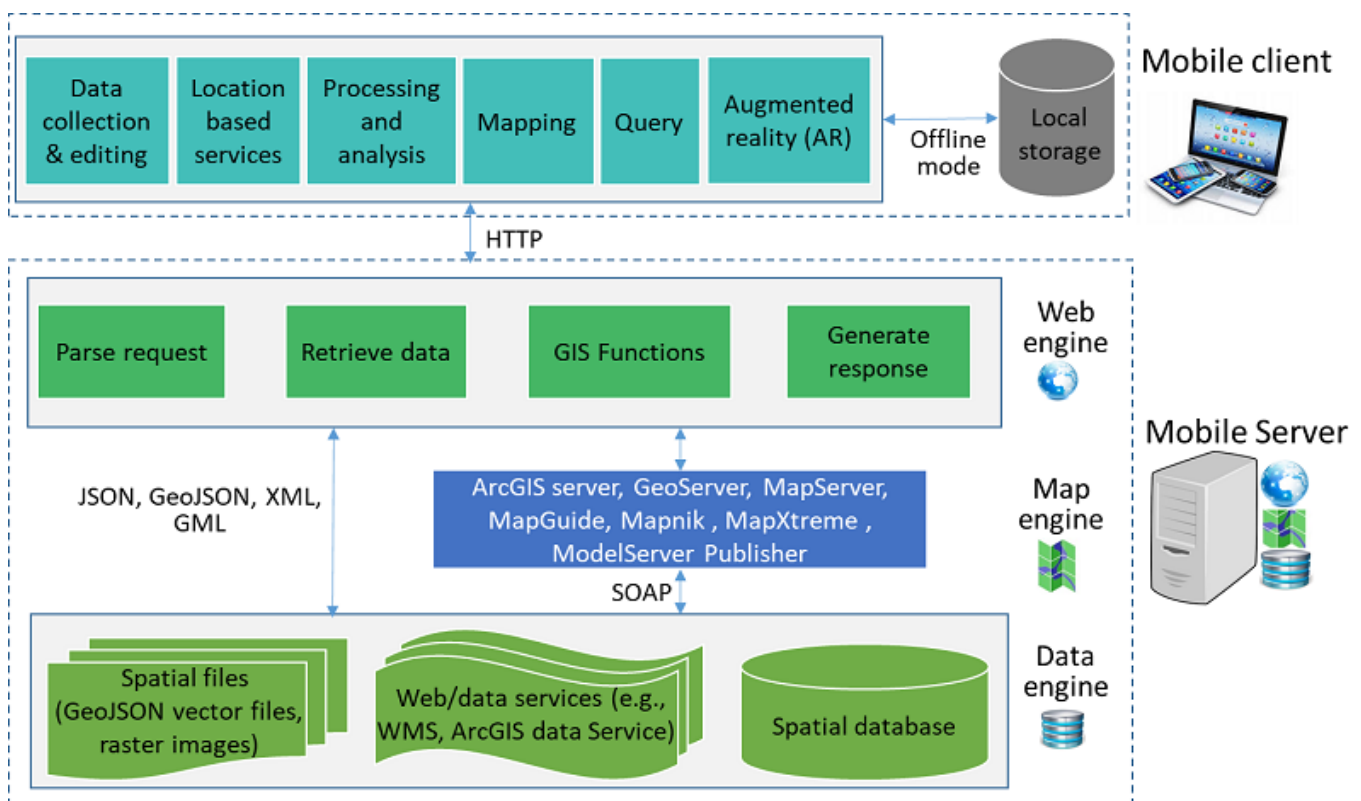 Data
collection
& editing
Location
based
services
Processing
and
analysis
Mapping
Query
Augmented
reality (AR)
Offline
mode
Local
storage
Mobile client
HTTP
Parse request
Retrieve data
GIS Functions
Generate
response
Web
engine
Mobile Server
JSON, GeoJSON, XML,
GML
ArcGIS server, GeoServer, MapServer,
MapGuide, Mapnik , MapXtreme ,
ModelServer Publisher
Map
engine
SOAP
Spatial files
(GeoJSON vector files,
raster images)
Web/data services (e.g.,
WMS, ArcGIS data Service)
Spatial database
Data
engine